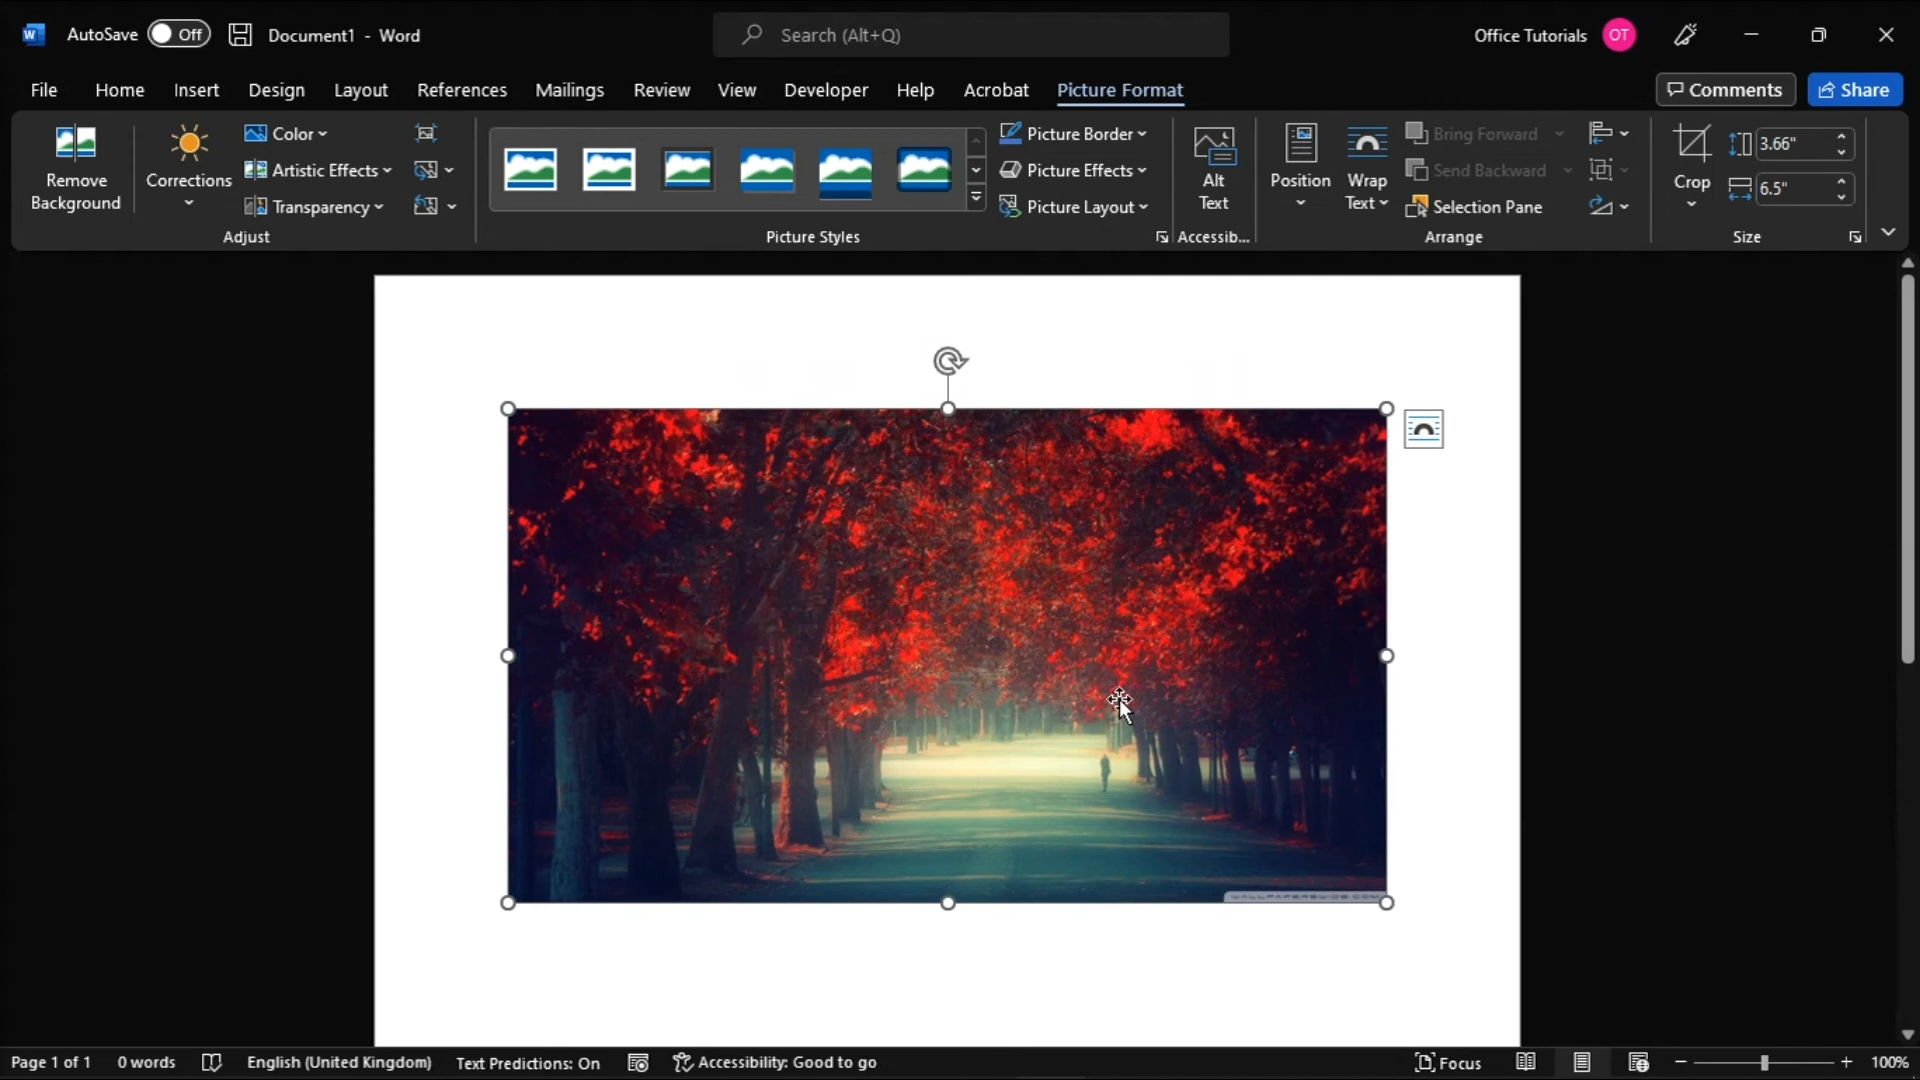 AutoSave Off Document1 - Word Search (Alt+Q) Office Tutorials OT
File Home Insert Design Layout References Mailings Review View Developer Help Acrobat Picture Format Comments Share
Remove Background
Corrections
Color
Artistic Effects
Transparency
Adjust
Picture Border
Picture Effects
Picture Layout
Picture Styles
Alt Text
Accessib...
Position
Wrap Text
Bring Forward
Send Backward
Selection Pane
Arrange
Crop
3.66"
6.5"
Size
WALLPAPERSWIDE.COM
Page 1 of 1 0 words English (United Kingdom) Text Predictions: On Accessibility: Good to go Focus 100%